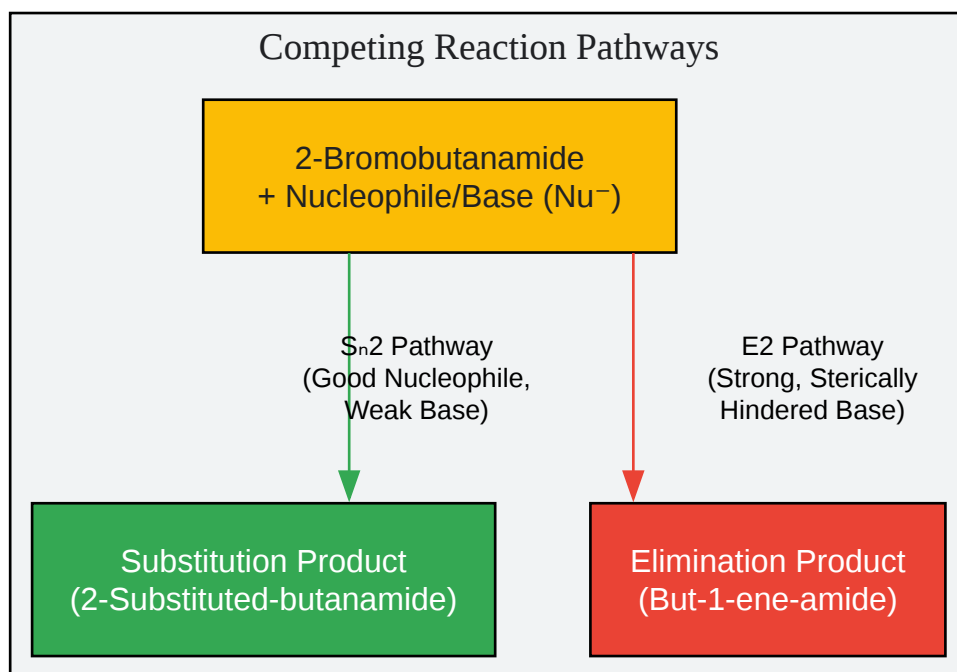 Competing Reaction Pathways
2-Bromobutanamide
+ Nucleophile/Base (Nu⁻)
Sₙ2 Pathway
(Good Nucleophile,
Weak Base)
E2 Pathway
(Strong, Sterically
Hindered Base)
Substitution Product
(2-Substituted-butanamide)
Elimination Product
(But-1-ene-amide)